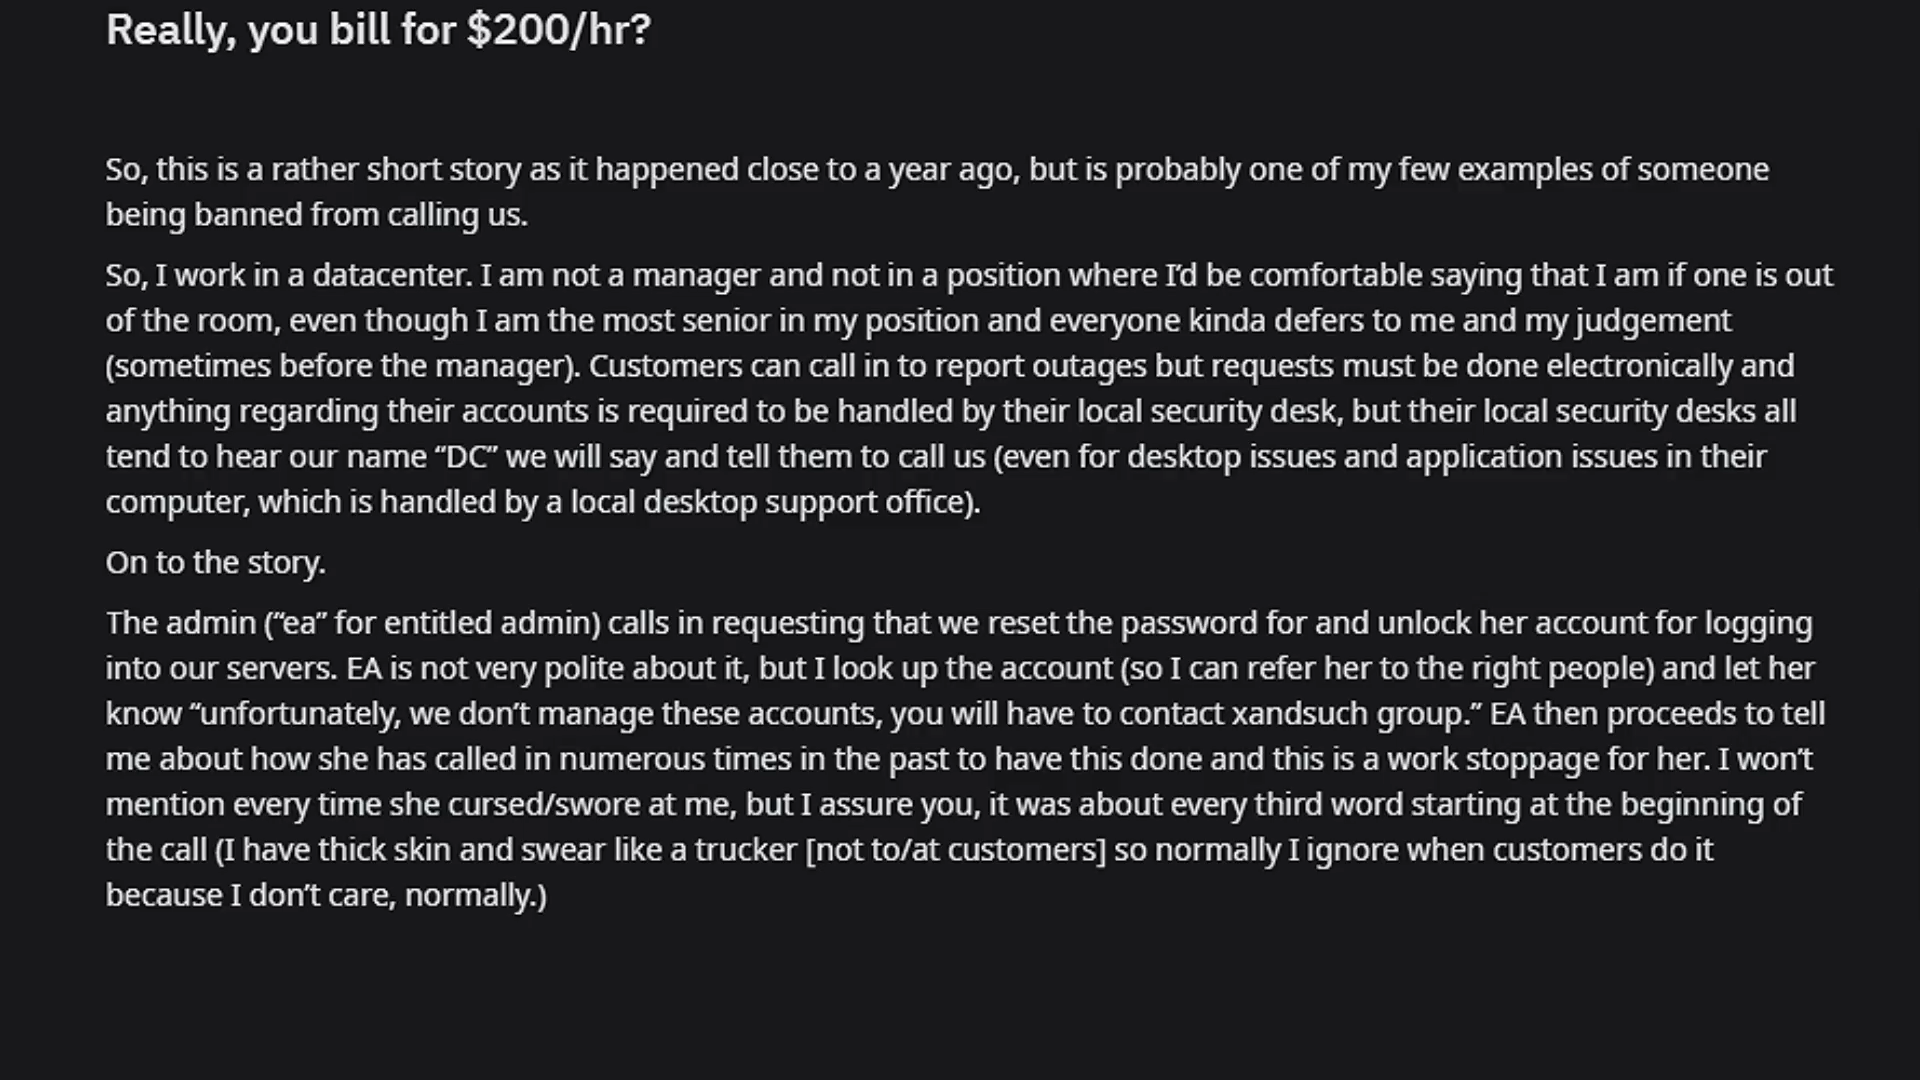 Really, you bill for $200/hr?
So, this is a rather short story as it happened close to a year ago, but is probably one of my few examples of someone
being banned from calling us.
So, I work in a datacenter. I am not a manager and not in a position where I'd be comfortable saying that I am if one is out
of the room, even though I am the most senior in my position and everyone kinda defers to me and my judgement
(sometimes before the manager). Customers can call in to report outages but requests must be done electronically and
anything regarding their accounts is required to be handled by their local security desk, but their local security desks all
tend to hear our name “DC” we will say and tell them to call us (even for desktop issues and application issues in their
computer, which is handled by a local desktop support office).
On to the story.
The admin (“ea” for entitled admin) calls in requesting that we reset the password for and unlock her account for logging
into our servers. EA is not very polite about it, but I look up the account (so I can refer her to the right people) and let her
know “unfortunately, we don’t manage these accounts, you will have to contact xandsuch group.” EA then proceeds to tell
me about how she has called in numerous times in the past to have this done and this is a work stoppage for her. I won’t
mention every time she cursed/swore at me, but I assure you, it was about every third word starting at the beginning of
the call (I have thick skin and swear like a trucker [not to/at customers] so normally I ignore when customers do it
because I don’t care, normally.)